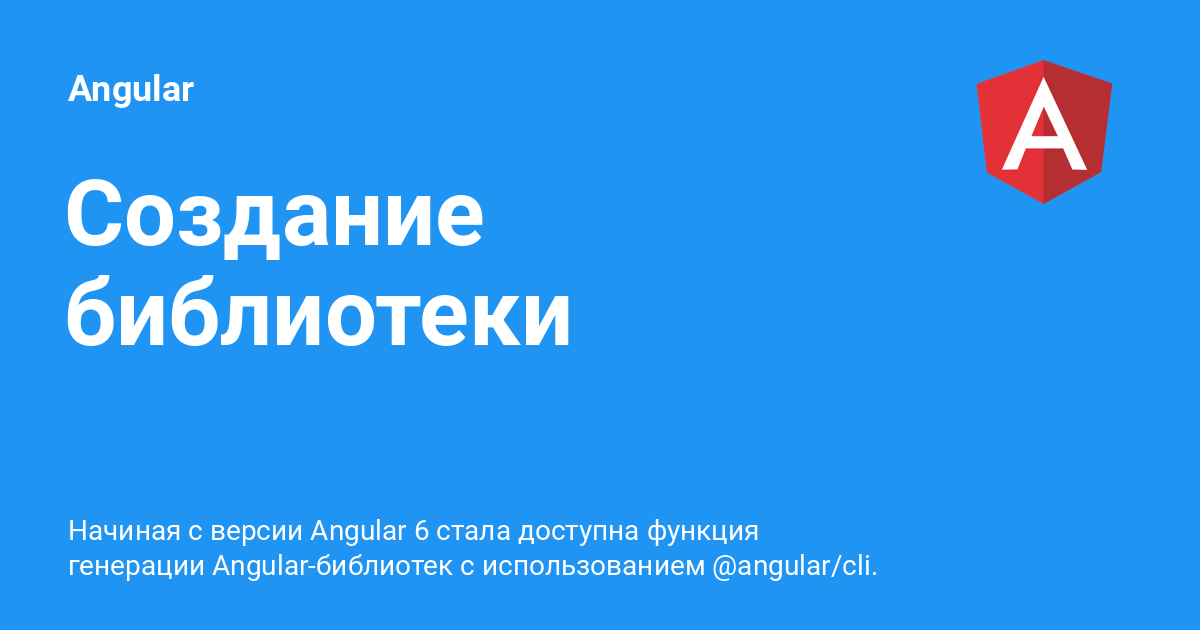 Angular
Создание
библиотеки
Начиная с версии Angular 6 стала доступна функция
генерации Angular-библиотек с использованием @angular/cli.
A